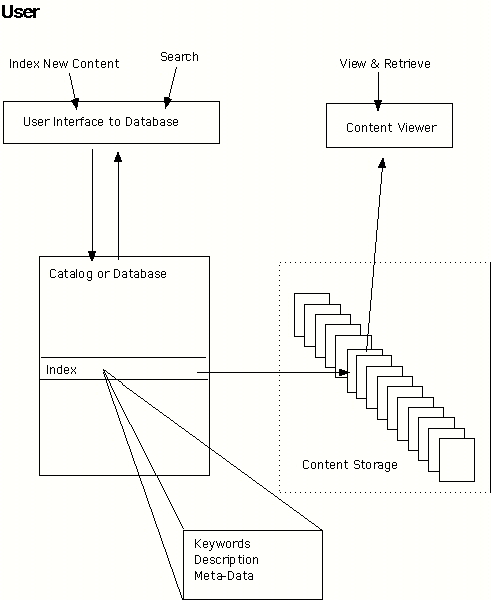 User
Index New Content
Search
View & Retrieve
User Interface to Database
Content Viewer
Catalog or Database
Index
Content Storage
Keywords
Description
Meta-Data